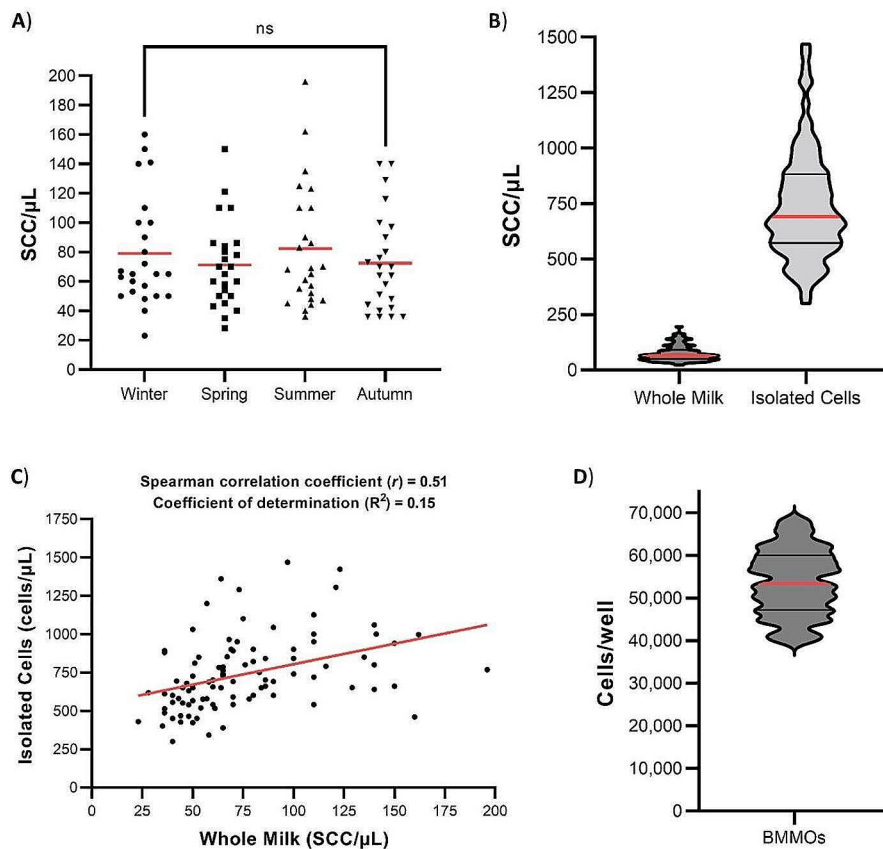 A)
ns
SCC/μL
200
180
160
140
120
100
80
60
40
20
0
Winter Spring Summer Autumn
B)
SCC/μL
1500
1250
1000
750
500
250
0
Whole Milk Isolated Cells
C)
Spearman correlation coefficient (r) = 0.51
Coefficient of determination (R²) = 0.15
Isolated Cells (cells/μL)
1750
1500
1250
1000
750
500
250
0
0 25 50 75 100 125 150 175 200
Whole Milk (SCC/μL)
D)
Cells/well
70,000
60,000
50,000
40,000
30,000
20,000
10,000
0
BMMOs